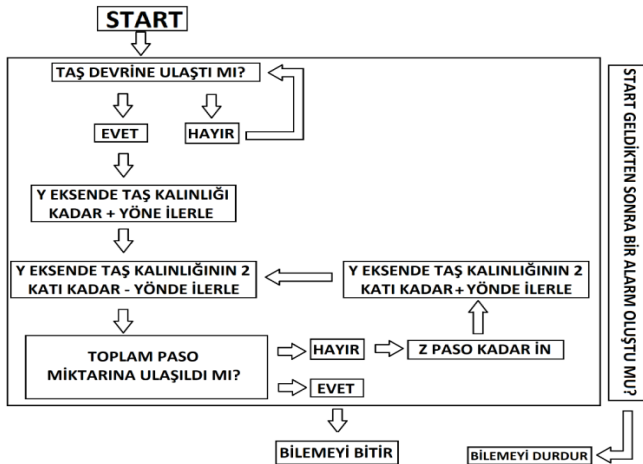 START
TAŞ DEVRİNE ULAŞTI MI?
EVET
HAYIR
Y EKSENDE TAŞ KALINLIĞI
KADAR + YÖNE İLERLE
Y EKSENDE TAŞ KALINLIĞININ 2
KATI KADAR - YÖNDE İLERLE
Y EKSENDE TAŞ KALINLIĞININ 2
KATI KADAR + YÖNDE İLERLE
TOPLAM PASO
MİKTARINA ULAŞILDI MI?
HAYIR
Z PASO KADAR İN
EVET
BİLEMEYİ BİTİR
START GELDİKTEN SONRA BİR ALARM OLUŞTU MU?
BİLEMEYİ DURDUR